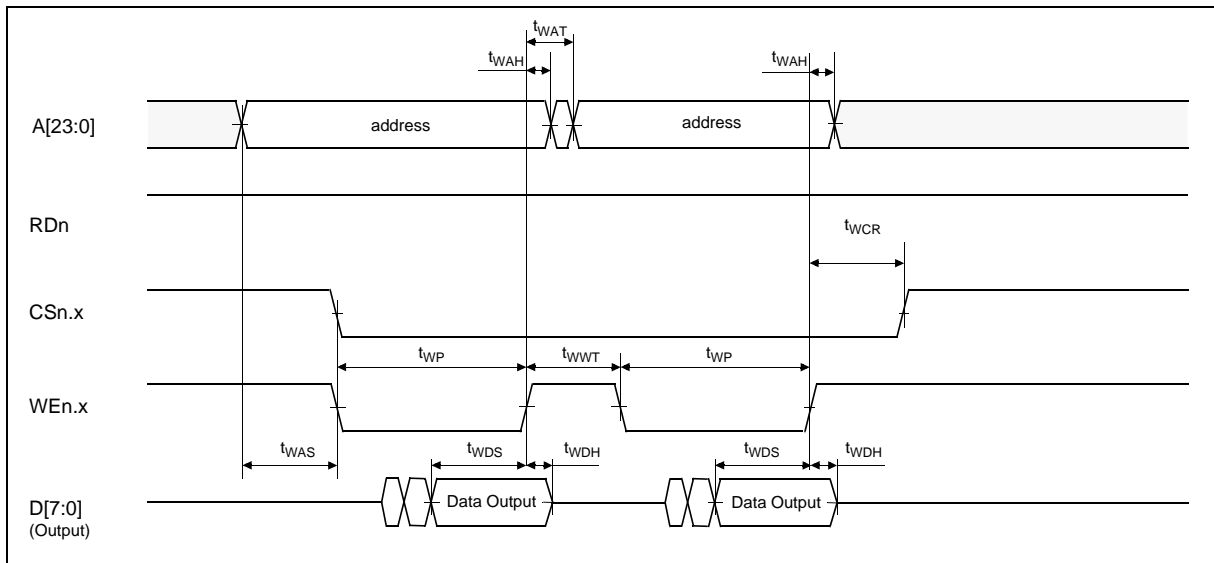 tWAT
tWAH
tWAH
A[23:0]
address
address
RDn
tWCR
CSn.x
tWP
tWWT
tWP
WEn.x
tWAS
tWDS
tWDH
tWDS
tWDH
D[7:0]
(Output)
Data Output
Data Output